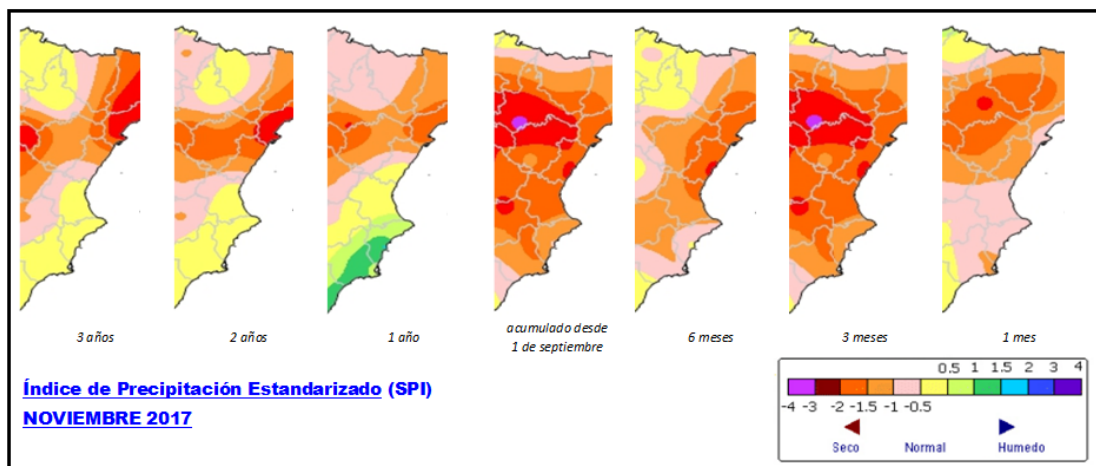 3 años
2 años
1 año
acumulado desde
1 de septiembre
6 meses
3 meses
1 mes
Índice de Precipitación Estandarizado (SPI)
NOVIEMBRE 2017
0.5 1 1.5 2 3 4
-4 -3 -2 -1.5 -1 -0.5
Seco Normal Humedo